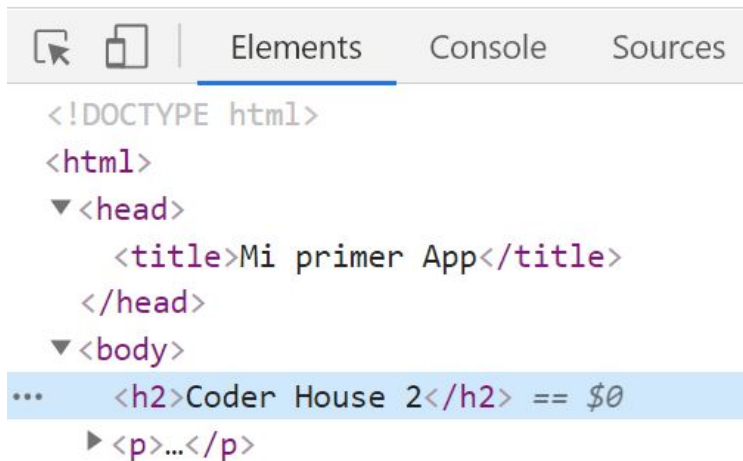 Elements Console Sources
<!DOCTYPE html>
<html>
<head>
<title>Mi primer App</title>
</head>
<body>
<h2>Coder House 2</h2> == $0
<p>…</p>